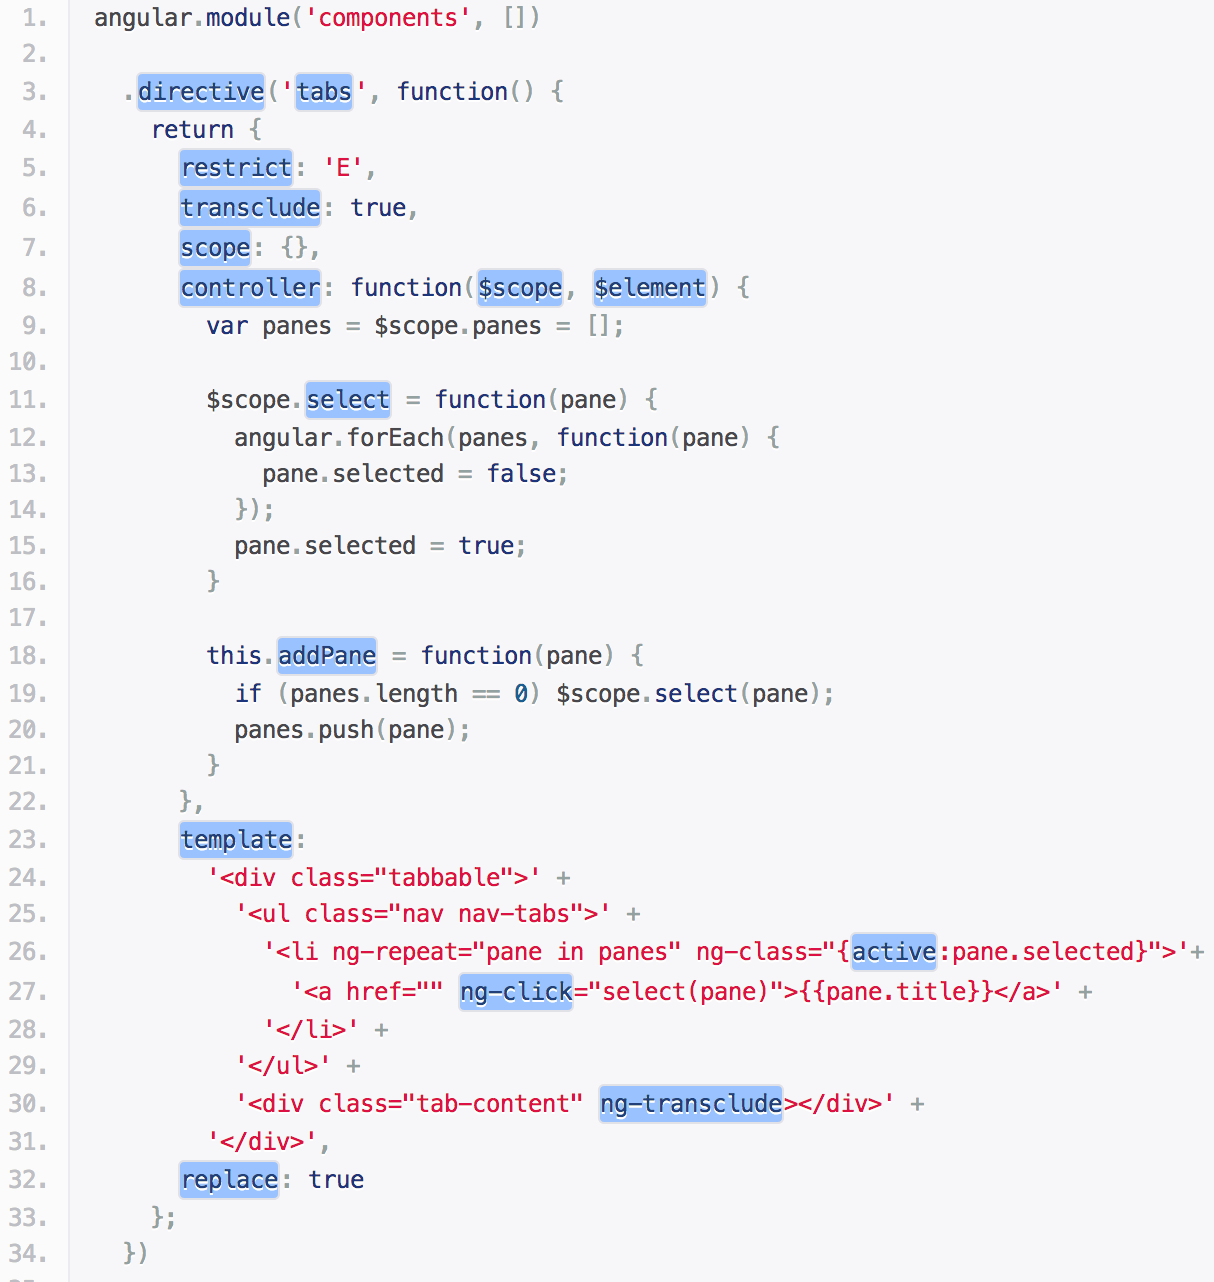 1. angular.module('components', [])
2.
3. .directive('tabs', function() {
4. return {
5. restrict: 'E',
6. transclude: true,
7. scope: {},
8. controller: function($scope, $element) {
9. var panes = $scope.panes = [];
10.
11. $scope.select = function(pane) {
12. angular.forEach(panes, function(pane) {
13. pane.selected = false;
14. });
15. pane.selected = true;
16. }
17.
18. this.addPane = function(pane) {
19. if (panes.length == 0) $scope.select(pane);
20. panes.push(pane);
21. }
22. },
23. template:
24. '<div class="tabbable">' +
25. '<ul class="nav nav-tabs">' +
26. '<li ng-repeat="pane in panes" ng-class="{active:pane.selected}">'+
27. '<a href="" ng-click="select(pane)">{{pane.title}}</a>' +
28. '</li>' +
29. '</ul>' +
30. '<div class="tab-content" ng-transclude></div>' +
31. '</div>',
32. replace: true
33. };
34. })